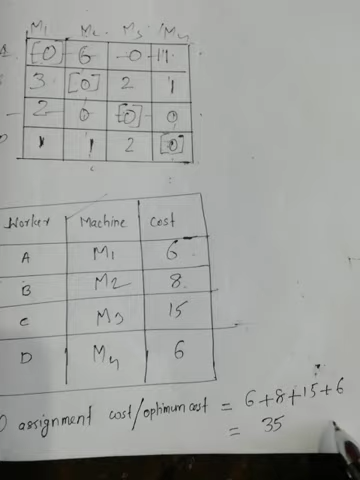 M1 M2 M3 M4
[0] 6 0 11
3 [0] 2 1
2 0 [0] 0
1 1 2 [0]
Worker Machine Cost
A M1 6
B M2 8
C M3 15
D M4 6
assignment cost/optimum cost = 6+8+15+6
= 35